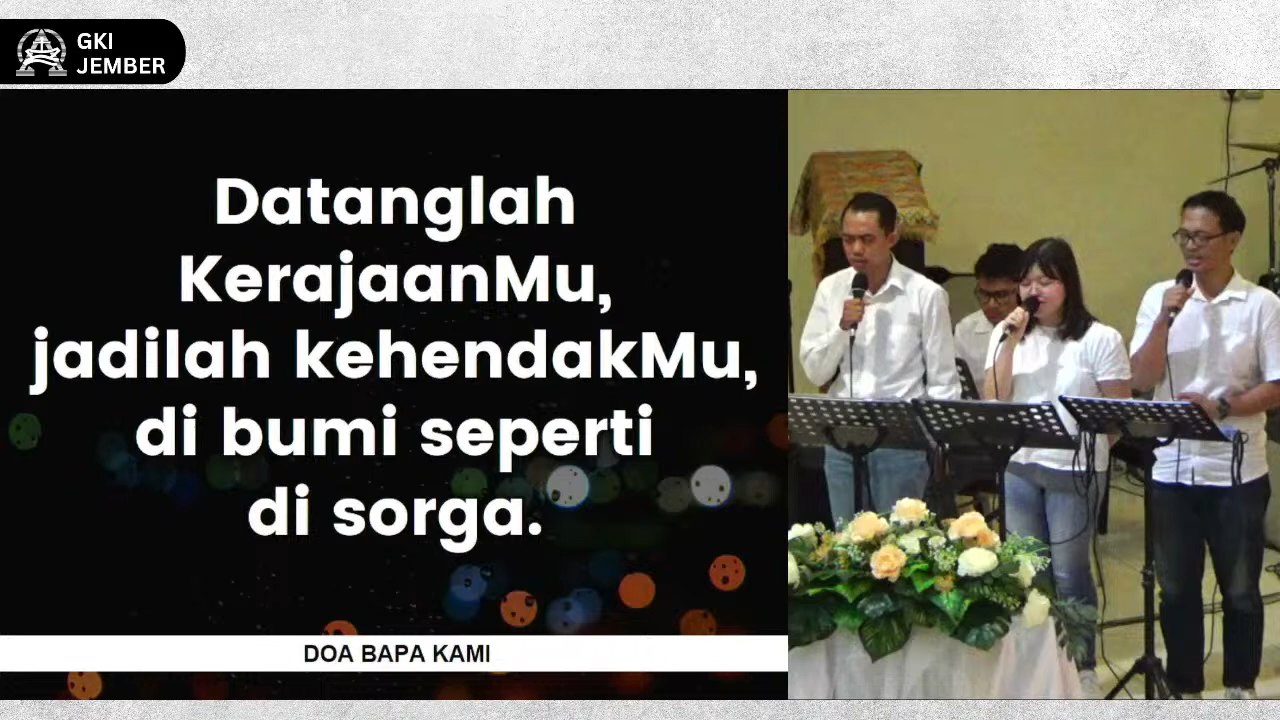 GKI
JEMBER
Datanglah
KerajaanMu,
jadilah kehendakMu,
di bumi seperti
di sorga.
DOA BAPA KAMI